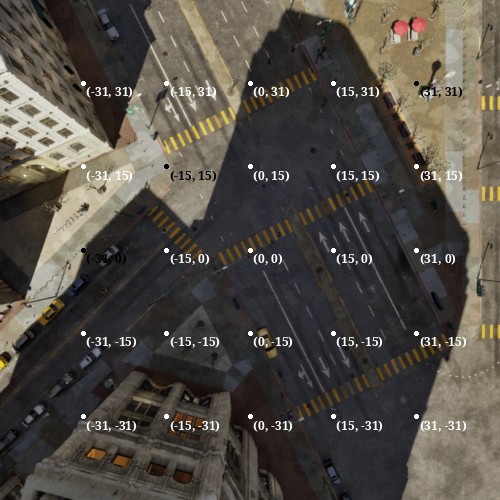 (-31, 31) (-15, 31) (0, 31) (15, 31) (31, 31)
(-31, 15) (-15, 15) (0, 15) (15, 15) (31, 15)
(-31, 0) (-15, 0) (0, 0) (15, 0) (31, 0)
(-31, -15) (-15, -15) (0, -15) (15, -15) (31, -15)
(-31, -31) (-15, -31) (0, -31) (15, -31) (31, -31)